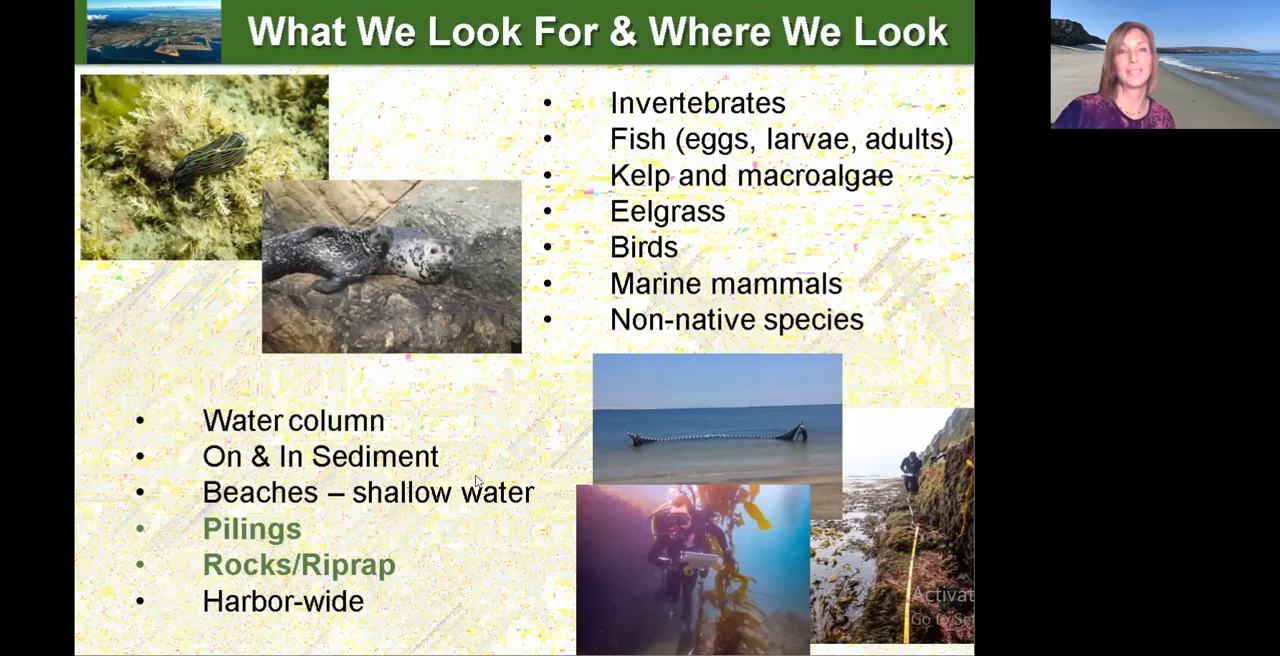 What We Look For & Where We Look
• Invertebrates
• Fish (eggs, larvae, adults)
• Kelp and macroalgae
• Eelgrass
• Birds
• Marine mammals
• Non-native species
• Water column
• On & In Sediment
• Beaches – shallow water
• Pilings
• Rocks/Riprap
• Harbor-wide
Activat
Go to Set